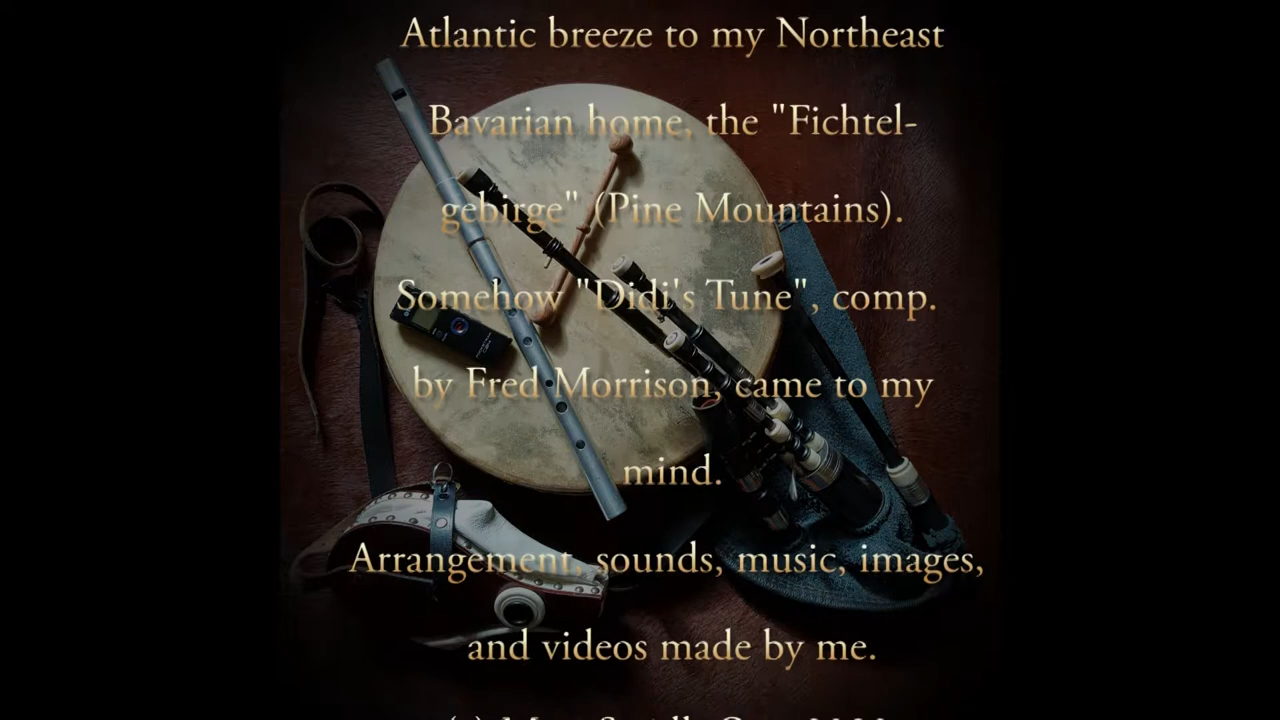 Atlantic breeze to my Northeast
Bavarian home, the "Fichtel-
gebirge" (Pine Mountains).
Somehow "Didi's Tune", comp.
by Fred Morrison, came to my
mind.
Arrangement, sounds, music, images,
and videos made by me.